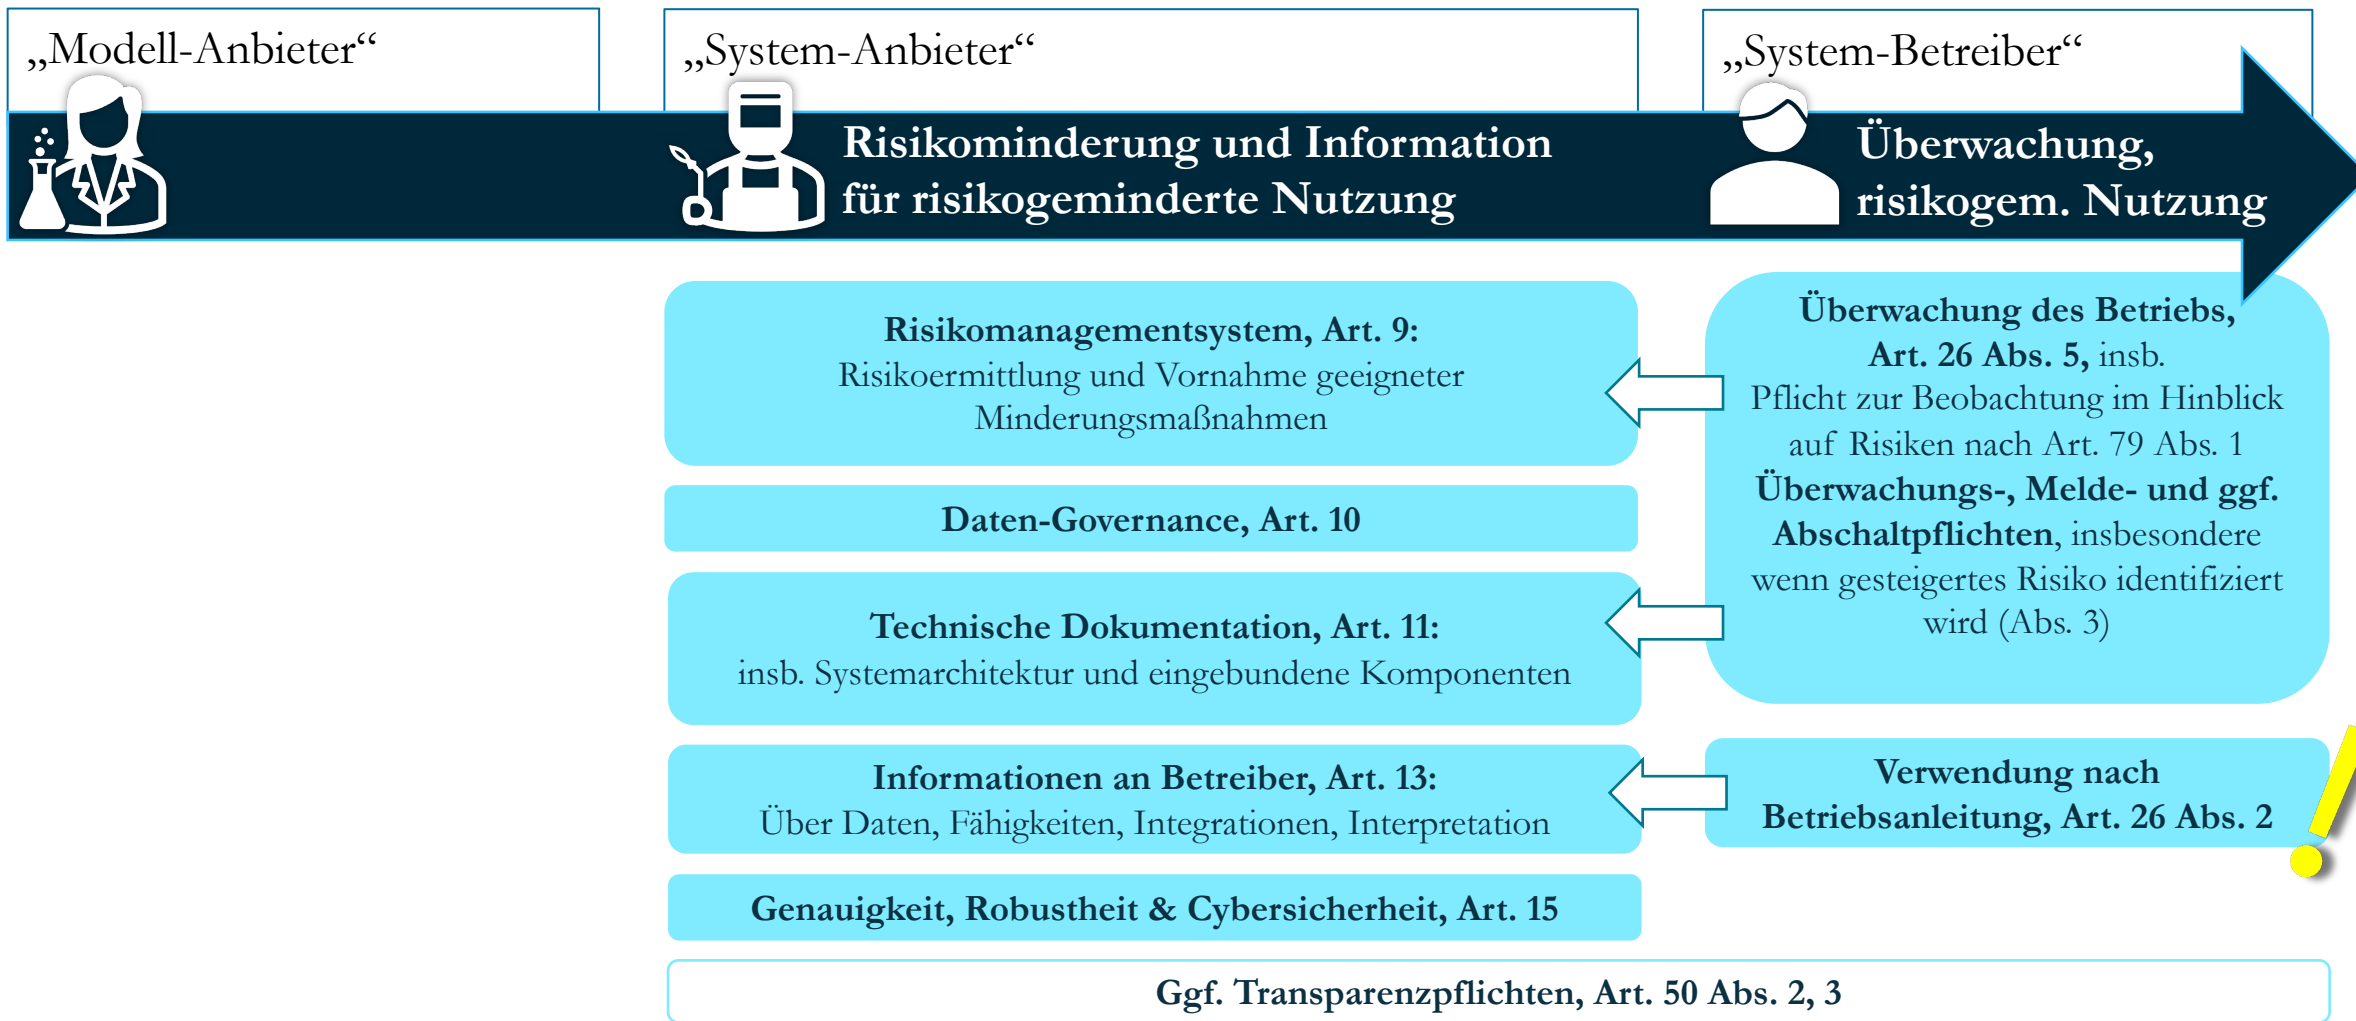 „Modell-Anbieter“
„System-Anbieter“
„System-Betreiber“
Risikominderung und Information
für risikogeminderte Nutzung
Überwachung,
risikogem. Nutzung
Risikomanagementsystem, Art. 9:
Risikoermittlung und Vornahme geeigneter
Minderungsmaßnahmen
Daten-Governance, Art. 10
Technische Dokumentation, Art. 11:
insb. Systemarchitektur und eingebundene Komponenten
Informationen an Betreiber, Art. 13:
Über Daten, Fähigkeiten, Integrationen, Interpretation
Genauigkeit, Robustheit & Cybersicherheit, Art. 15
Überwachung des Betriebs,
Art. 26 Abs. 5, insb.
Pflicht zur Beobachtung im Hinblick
auf Risiken nach Art. 79 Abs. 1
Überwachungs-, Melde- und ggf.
Abschaltpflichten, insbesondere
wenn gesteigertes Risiko identifiziert
wird (Abs. 3)
Verwendung nach
Betriebsanleitung, Art. 26 Abs. 2
!
Ggf. Transparenzpflichten, Art. 50 Abs. 2, 3